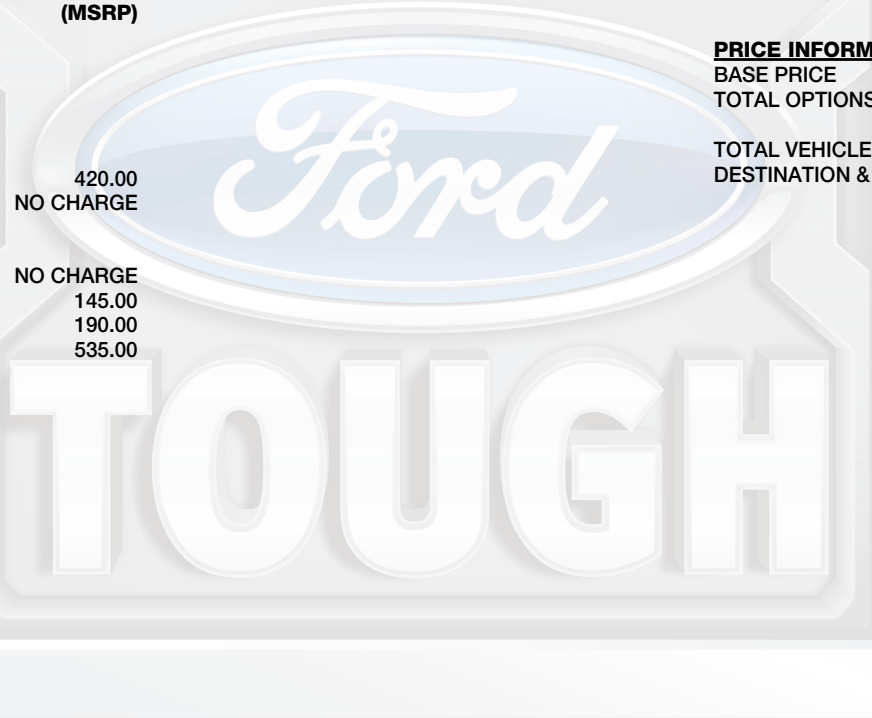 (MSRP)
420.00
NO CHARGE
NO CHARGE
145.00
190.00
535.00
PRICE INFORM
BASE PRICE
TOTAL OPTIONS
TOTAL VEHICLE
DESTINATION &
Ford
TOUGH